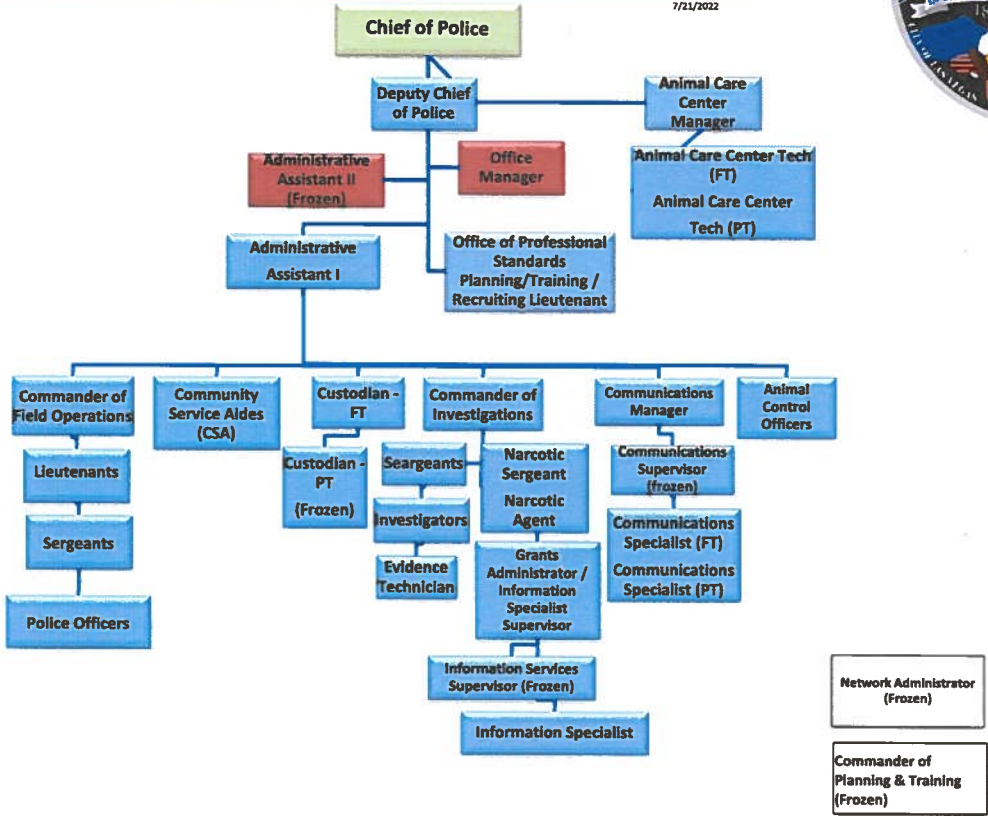 7/21/2022
18
CITY OF LAS VEGAS
Chief of Police
Deputy Chief
of Police
Animal Care
Center
Manager
Animal Care Center Tech
(FT)
Animal Care Center
Tech (PT)
Administrative
Assistant II
(Frozen)
Office
Manager
Administrative
Assistant I
Office of Professional
Standards
Planning/Training /
Recruiting Lieutenant
Commander of
Field Operations
Lieutenants
Sergeants
Police Officers
Community
Service Aides
(CSA)
Custodian -
FT
Custodian -
PT
(Frozen)
Commander of
Investigations
Seargeants
Investigators
Evidence
Technician
Narcotic
Sergeant
Narcotic
Agent
Grants
Administrator /
Information
Specialist
Supervisor
Information Services
Supervisor (Frozen)
Information Specialist
Communications
Manager
Communications
Supervisor
(frozen)
Communications
Specialist (FT)
Communications
Specialist (PT)
Animal
Control
Officers
Network Administrator
(Frozen)
Commander of
Planning & Training
(Frozen)